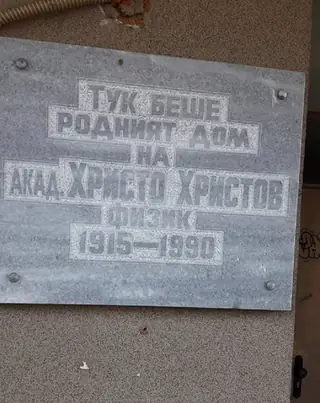 ТУК БЕШЕ
РОДНИЯТ ДОМ
НА
АКАД. ХРИСТО ХРИСТОВ
ФИЗИК
1915—1990